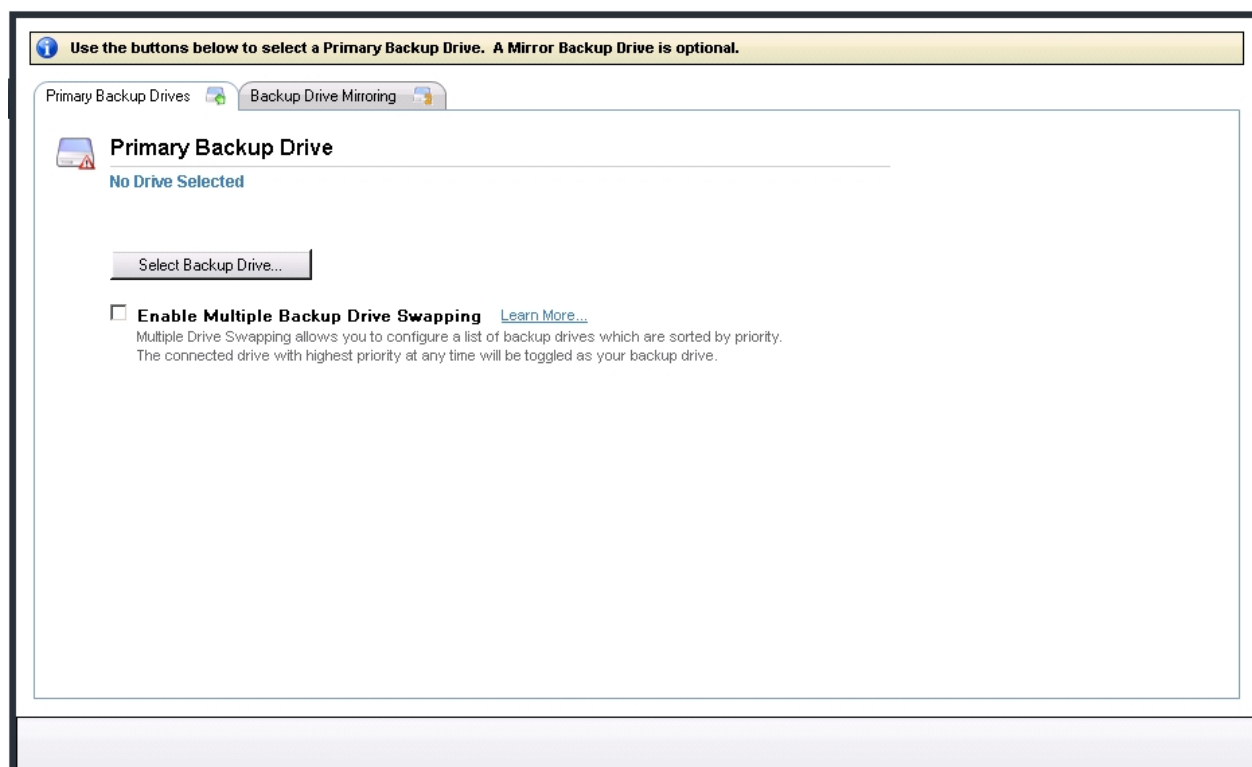 Use the buttons below to select a Primary Backup Drive.  A Mirror Backup Drive is optional.
Primary Backup Drives
Backup Drive Mirroring
Primary Backup Drive
No Drive Selected
Select Backup Drive...
Enable Multiple Backup Drive Swapping Learn More...
Multiple Drive Swapping allows you to configure a list of backup drives which are sorted by priority.
The connected drive with highest priority at any time will be toggled as your backup drive.